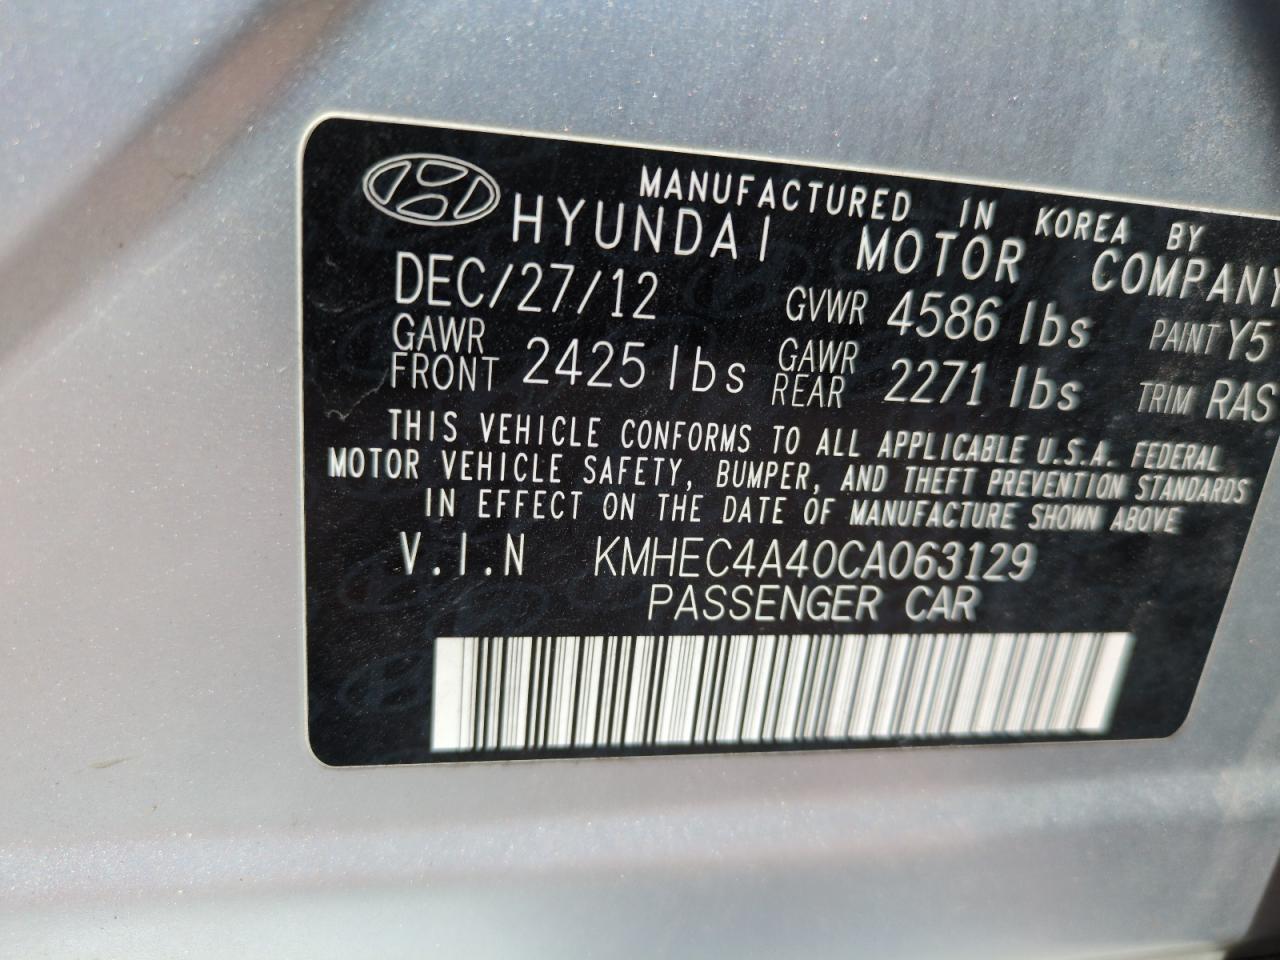 MANUFACTURED IN KOREA BY
HYUNDAI MOTOR COMPANY
DEC/27/12 GVWR 4586 lbs PAINT Y5
GAWR FRONT 2425 lbs GAWR REAR 2271 lbs TRIM RAS
THIS VEHICLE CONFORMS TO ALL APPLICABLE U.S.A. FEDERAL
MOTOR VEHICLE SAFETY, BUMPER, AND THEFT PREVENTION STANDARDS
IN EFFECT ON THE DATE OF MANUFACTURE SHOWN ABOVE
V.I.N KMHEC4A40CA063129
PASSENGER CAR